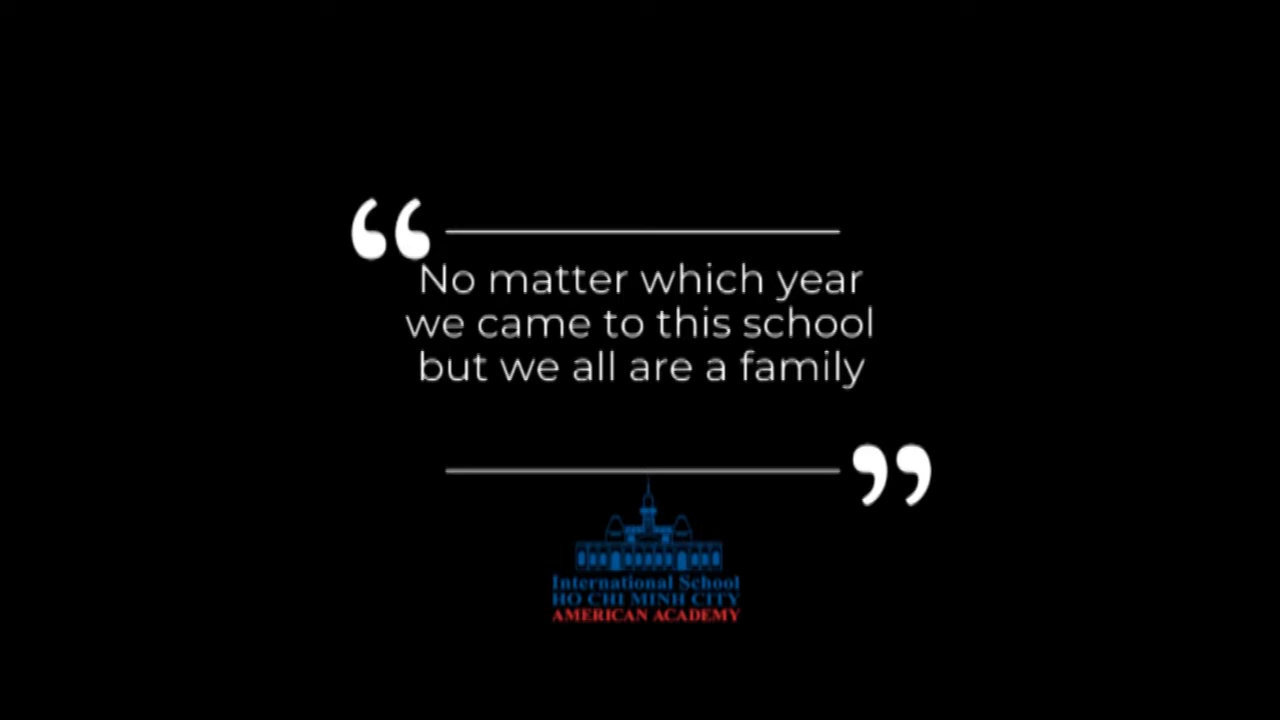 “
No matter which year
we came to this school
but we all are a family
”
International School
HO CHI MINH CITY
AMERICAN ACADEMY